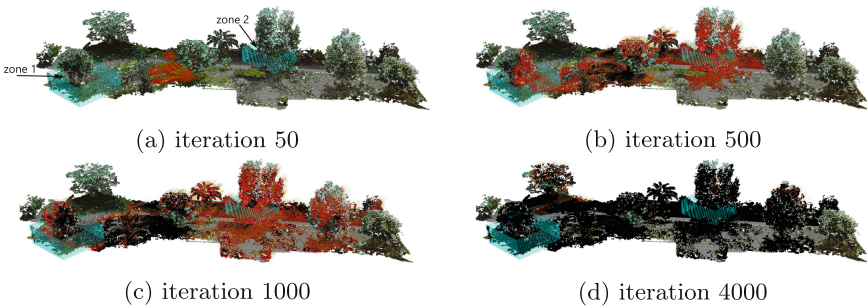 zone 2
zone 1
(a) iteration 50
(b) iteration 500
(c) iteration 1000
(d) iteration 4000